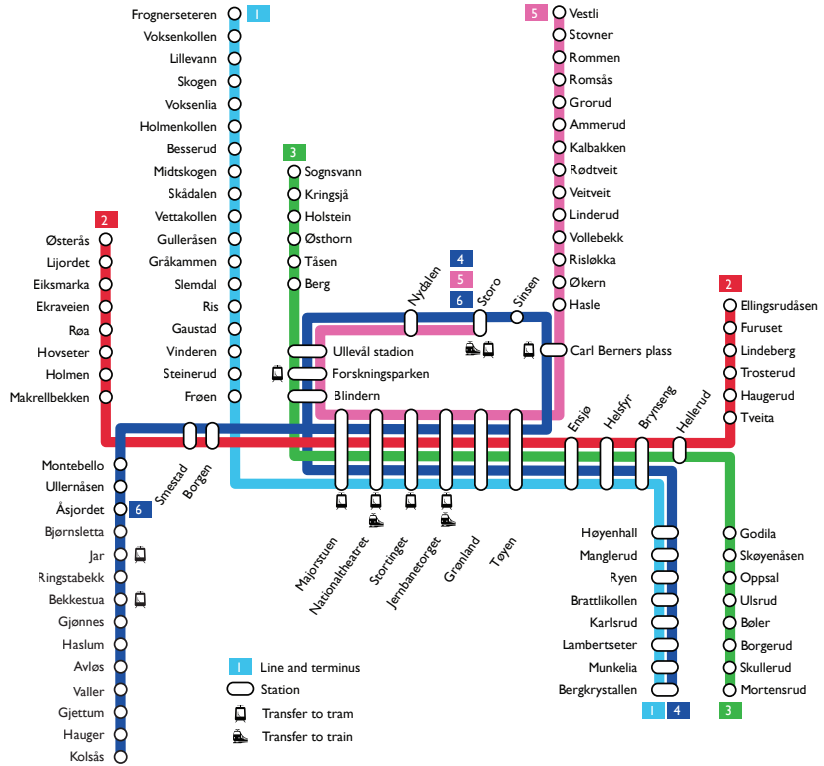 1
Frognerseteren
Voksenkollen
Lillevann
Skogen
Voksenlia
Holmenkollen
Besserud
Midtskogen
Skådalen
Vettakollen
Gulleråsen
Gråkammen
Slemdal
Ris
Gaustad
Vinderen
Steinerud
Frøen
5
Vestli
Stovner
Rommen
Romsås
Grorud
Ammerud
Kalbakken
Rødtveit
Veitveit
Linderud
Vollebekk
Risløkka
Økern
Hasle
Carl Berners plass
3
Sognsvann
Kringsjå
Holstein
Østhorn
Tåsen
Berg
Ullevål stadion
Forskningsparken
Blindern
2
Østerås
Lijordet
Eiksmarka
Ekraveien
Røa
Hovseter
Holmen
Makrellbekken
4
5
6
Nydalen
Storo
Sinsen
2
Ellingsrudåsen
Furuset
Lindeberg
Trosterud
Haugerud
Tveita
Ensjø
Helsfyr
Brynseng
Hellerud
Smestad
Borgen
Majorstuen
Nationaltheatret
Stortinget
Jernbanetorget
Grønland
Tøyen
Montebello
Ullernåsen
Åsjordet
6
Bjørnsletta
Jar
Ringstabekk
Bekkestua
Gjønnes
Haslum
Avløs
Valler
Gjettum
Hauger
Kolsås
Høyenhall
Manglerud
Ryen
Brattlikollen
Karlsrud
Lambertseter
Munkelia
Bergkrystallen
1 4
Godila
Skøyenåsen
Oppsal
Ulsrud
Bøler
Borgerud
Skullerud
Mortensrud
3
1 Line and terminus
Station
Transfer to tram
Transfer to train